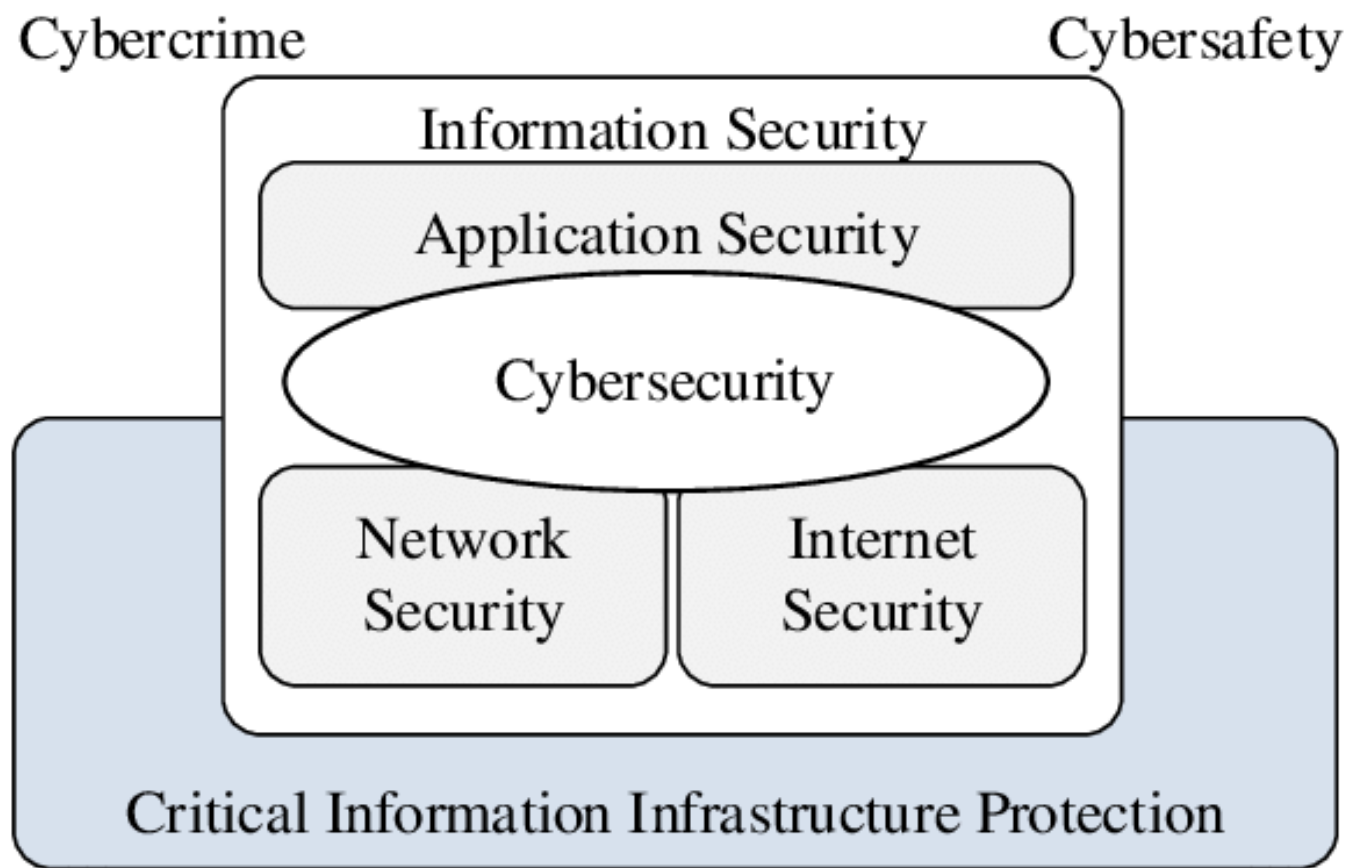 Cybercrime
Cybersafety
Information Security
Application Security
Cybersecurity
Network
Security
Internet
Security
Critical Information Infrastructure Protection